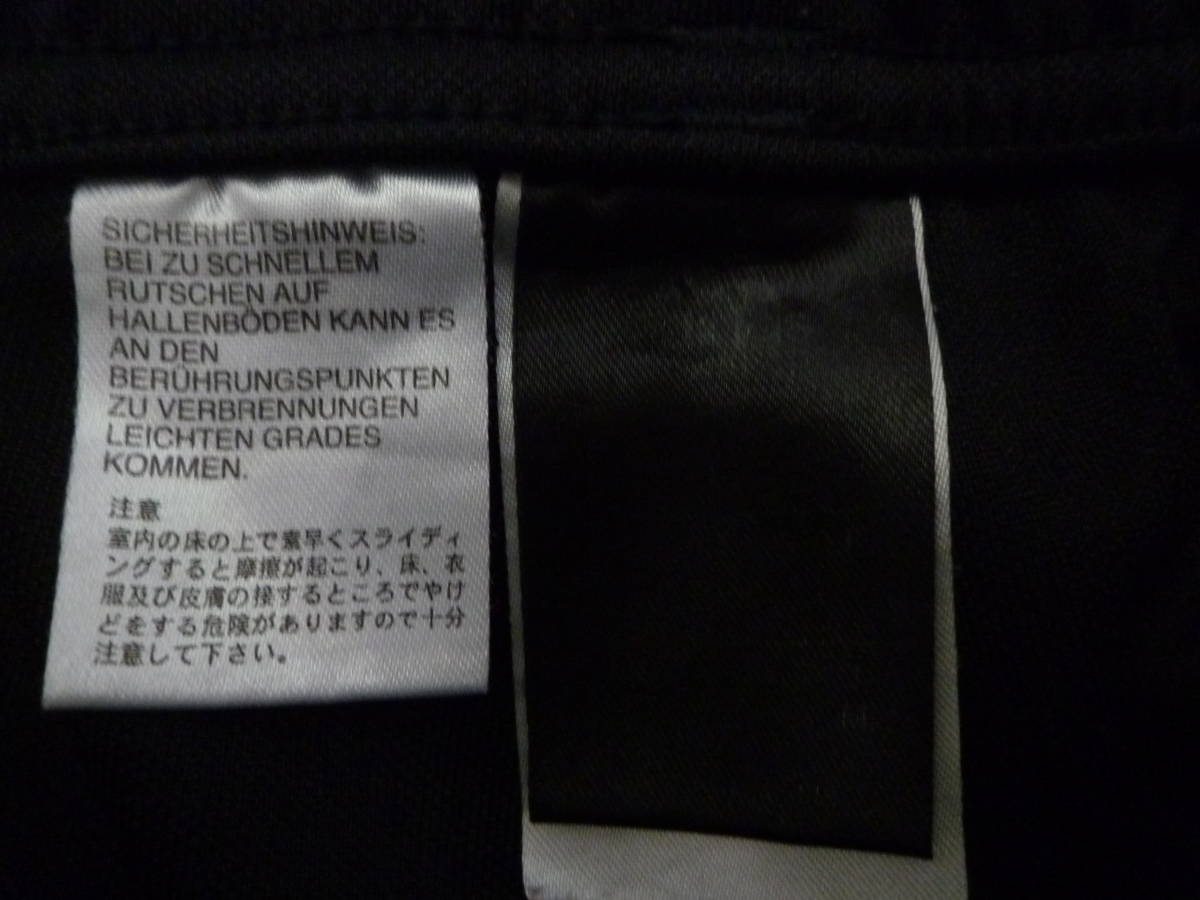 SICHERHEITSHINWEIS:
BEI ZU SCHNELLEM
RUTSCHEN AUF
HALLENBÖDEN KANN ES
AN DEN
BERÜHRUNGSPUNKTEN
ZU VERBRENNUNGEN
LEICHTEN GRADES
KOMMEN.
注意
室内の床の上で素早くスライディ
ングすると摩擦が起こり、床、衣
服及び皮膚の接するところでやけ
どをする危険がありますので十分
注意して下さい。